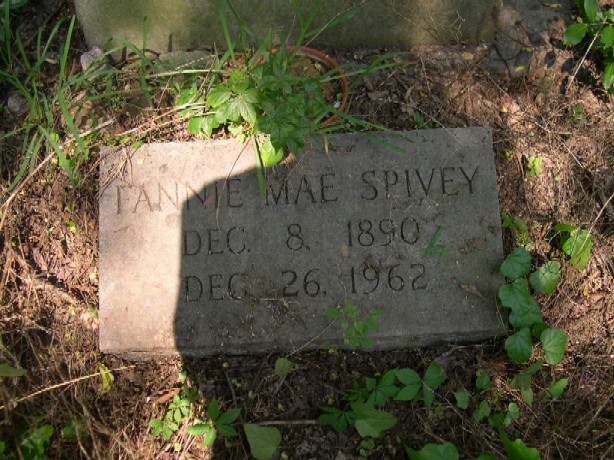 FANNIE MAE SPIVEY
DEC. 8, 1890
DEC. 26, 1962